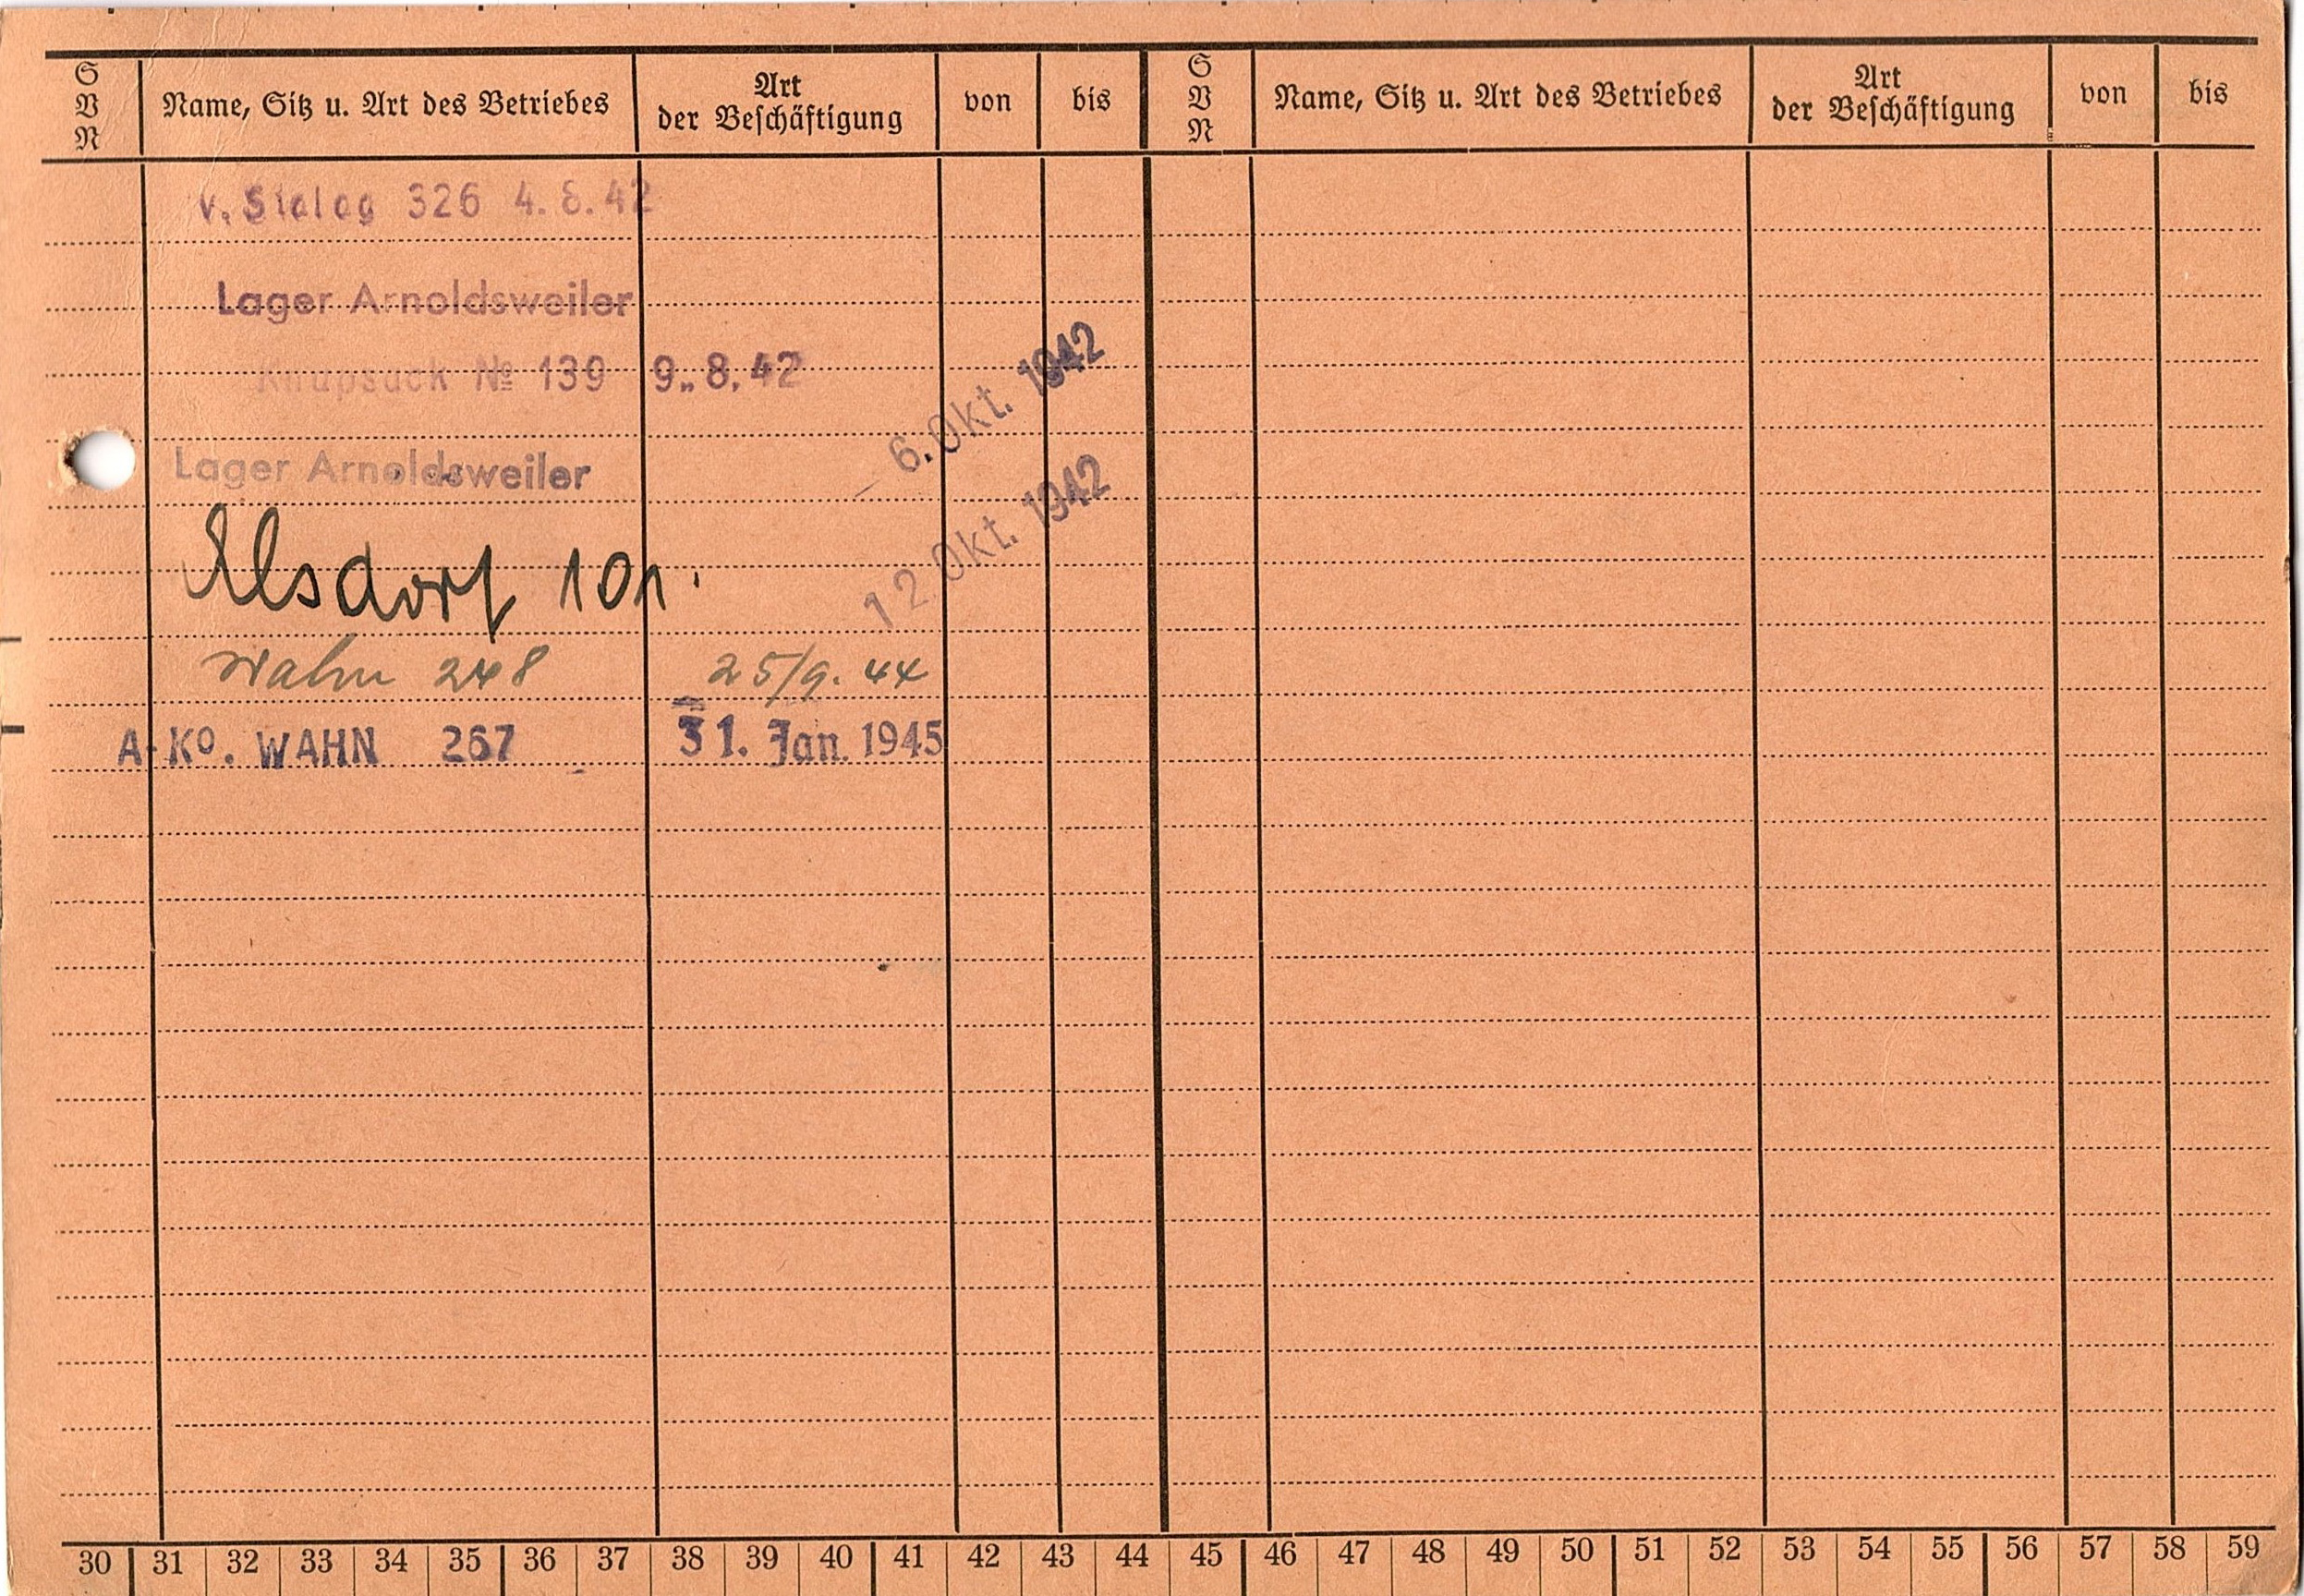 S V N Name, Sitz u. Art des Betriebes Art der Beschäftigung von bis S V N Name, Sitz u. Art des Betriebes Art der Beschäftigung von bis
v. Stalag 326 4. 8. 42
Lager Arnoldsweiler
Knapsack № 139 9. 8. 42
Lager Arnoldsweiler - 6. Okt. 1942
Elsdorf 101. 12. Okt. 1942
Wahn 248 25/9. 44
A-Ko. WAHN 267 31. Jan. 1945
30 31 32 33 34 35 36 37 38 39 40 41 42 43 44 45 46 47 48 49 50 51 52 53 54 55 56 57 58 59